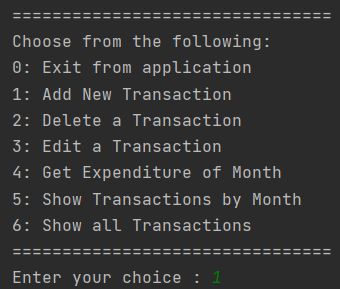 ================================
Choose from the following:
0: Exit from application
1: Add New Transaction
2: Delete a Transaction
3: Edit a Transaction
4: Get Expenditure of Month
5: Show Transactions by Month
6: Show all Transactions
================================
Enter your choice : 1